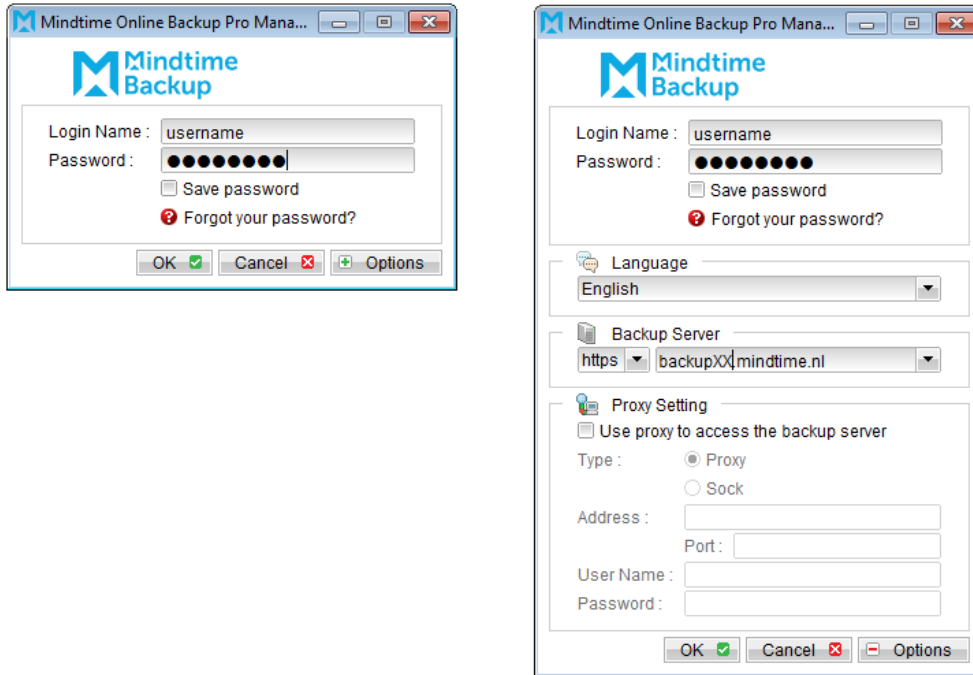 Mindtime Online Backup Pro Mana...
Mindtime
Backup
Login Name : username
Password : ●●●●●●●●
Save password
Forgot your password?
OK Cancel Options
Mindtime Online Backup Pro Mana...
Mindtime
Backup
Login Name : username
Password : ●●●●●●●●
Save password
Forgot your password?
Language
English
Backup Server
https backupXX.mindtime.nl
Proxy Setting
Use proxy to access the backup server
Type : Proxy
Sock
Address :
Port :
User Name :
Password :
OK Cancel Options